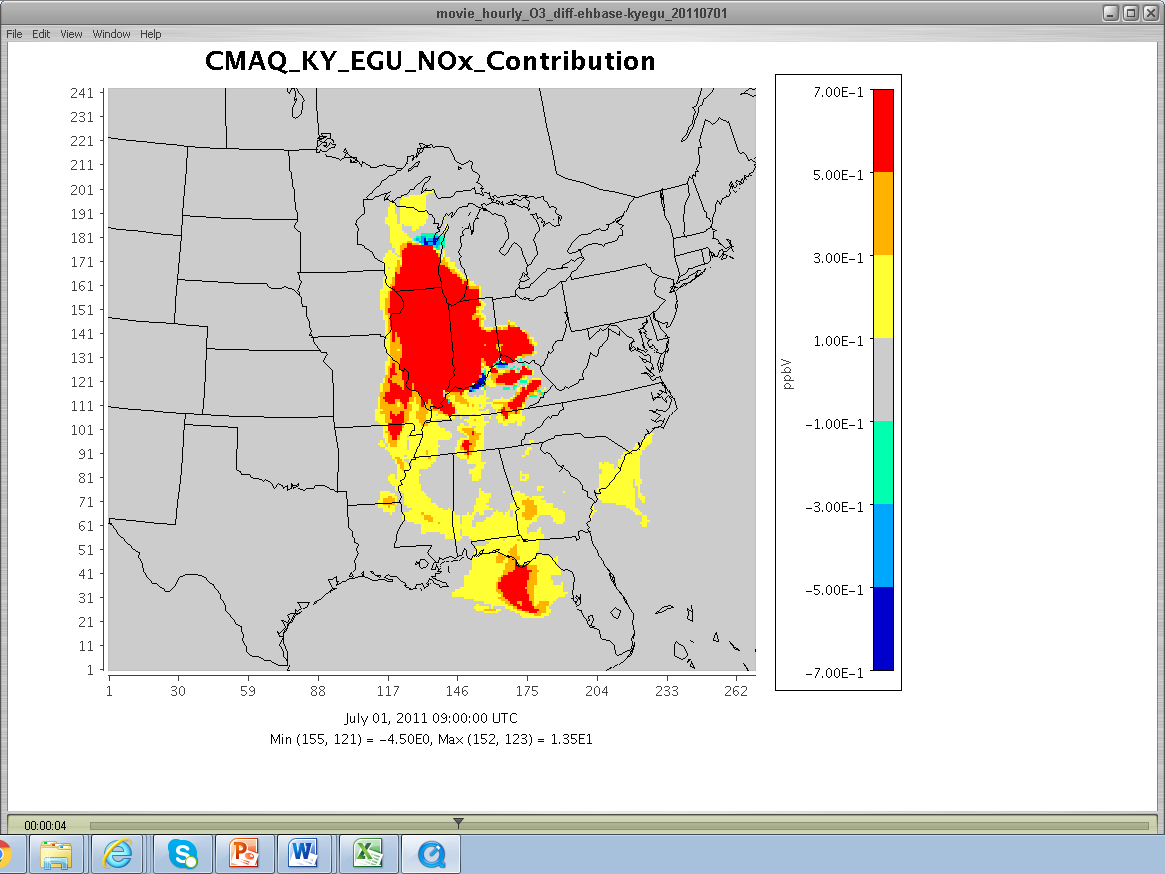 movie_hourly_O3_diff-ehbase-kyegu_20110701
File Edit View Window Help
CMAQ_KY_EGU_NOx_Contribution
241
231
221
211
201
191
181
171
161
151
141
131
121
111
101
91
81
71
61
51
41
31
21
11
1
1 30 59 88 117 146 175 204 233 262
7.00E-1
5.00E-1
3.00E-1
1.00E-1
-1.00E-1
-3.00E-1
-5.00E-1
-7.00E-1
ppbV
July 01, 2011 09:00:00 UTC
Min (155, 121) = -4.50E0, Max (152, 123) = 1.35E1
00:00:04